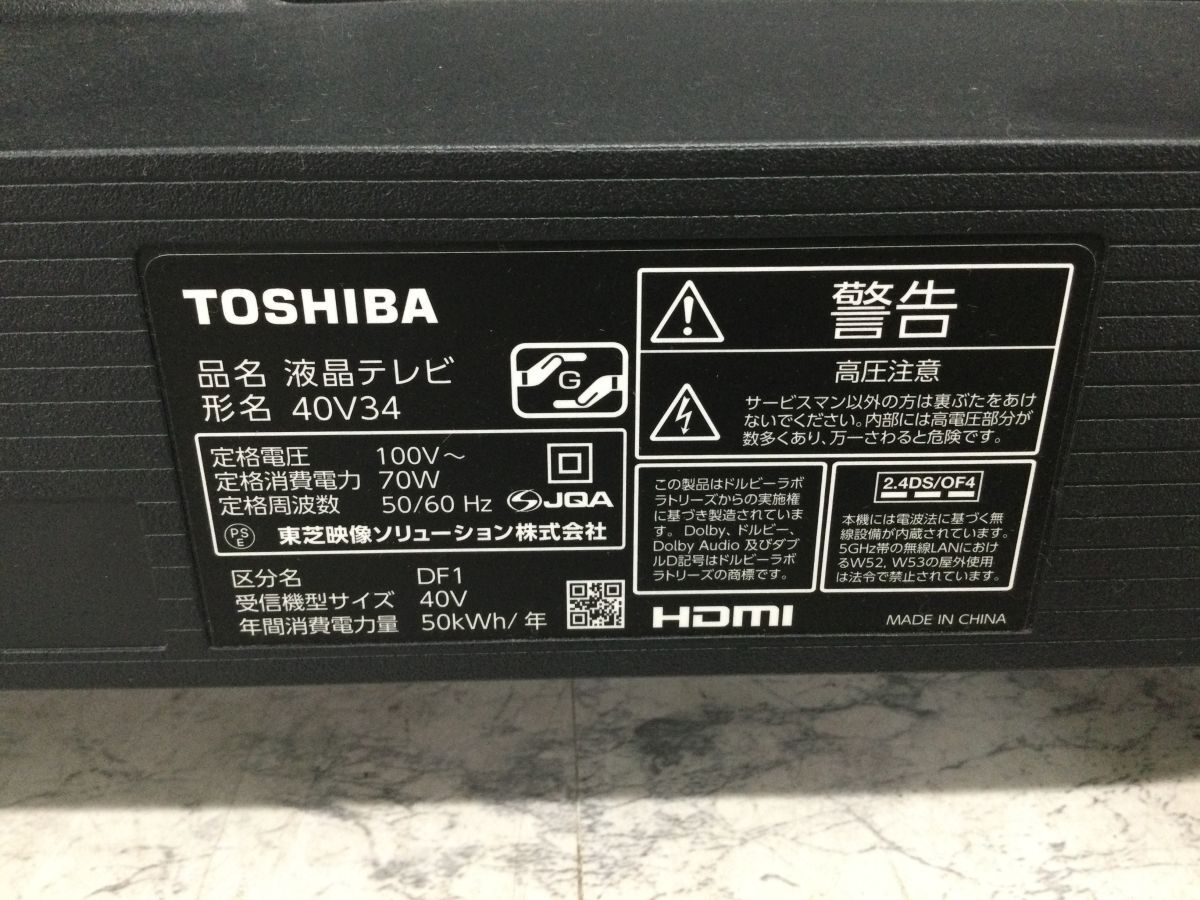 TOSHIBA
品名 液晶テレビ
形名 40V34
G
定格電圧 100V～
定格消費電力 70W
定格周波数 50/60 Hz
JQA
PS
E
東芝映像ソリューション株式会社
区分名 DF1
受信機型サイズ 40V
年間消費電力量 50kWh/年
警告
高圧注意
サービスマン以外の方は裏ぶたをあけ
ないでください。内部には高電圧部分が
数多くあり、万一さわると危険です。
この製品はドルビーラボ
ラトリーズからの実施権
に基づき製造されていま
す。Dolby、ドルビー、
Dolby Audio 及びダブ
ルD記号はドルビーラボ
ラトリーズの商標です。
2.4DS/OF4
本機には電波法に基づく無
線設備が内蔵されています。
5GHz帯の無線LANにおけ
るW52, W53の屋外使用
は法令で禁止されています。
HDMI
MADE IN CHINA